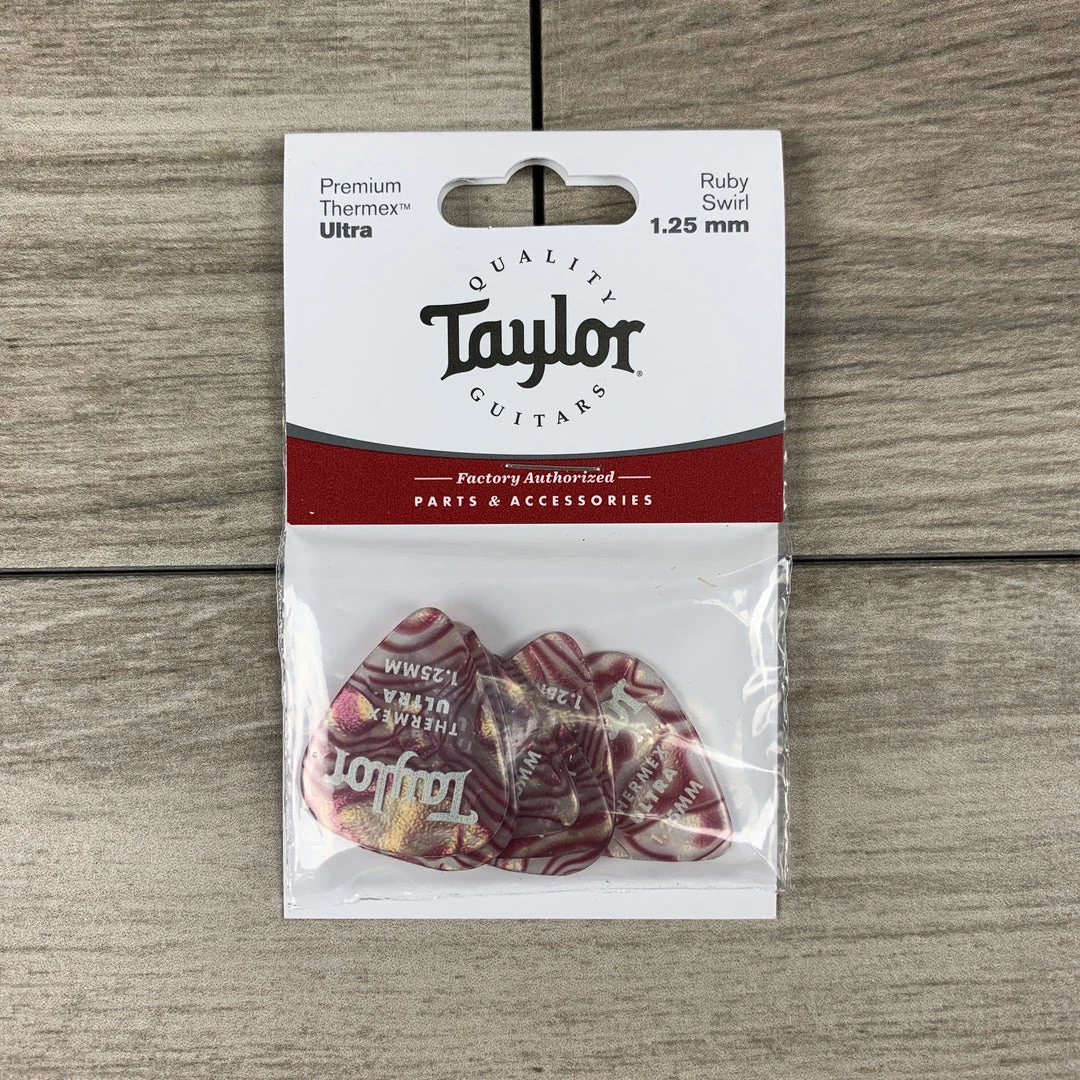 Premium
Thermex™
Ultra
Ruby
Swirl
1.25 mm
QUALITY
Taylor®
GUITARS
Factory Authorized
PARTS & ACCESSORIES
Taylor
THERMEX
ULTRA
1.25MM
ULTRA